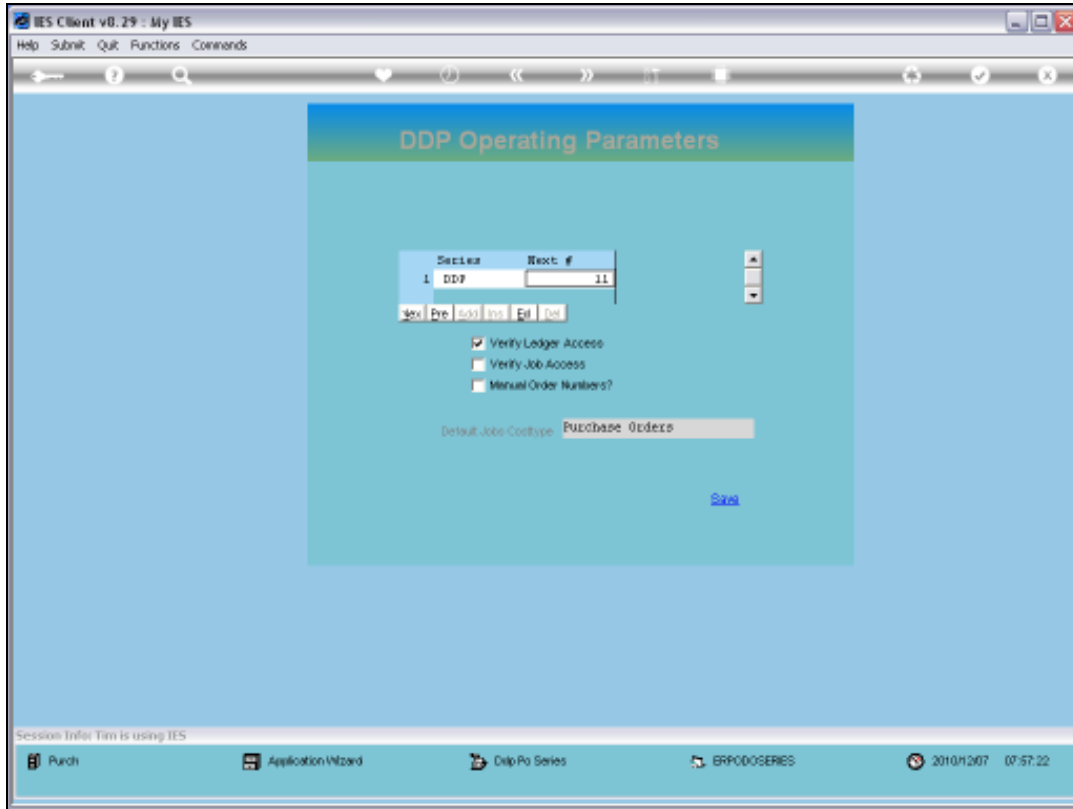 IES Client v8.29 : My IES
Help Submit Quit Functions Commands
DDP Operating Parameters
Series Next #
1 DDP 11
Nex Pre Add Ins Del
Verify Ledger Access
Verify Job Access
Manual Order Numbers?
Default Jobs Costtype Purchase Orders
Save
Session Info: Tim is using IES
Purch Application Wizard Ddp Po Series ERPODOSERIES 2010/12/07 07:57:22